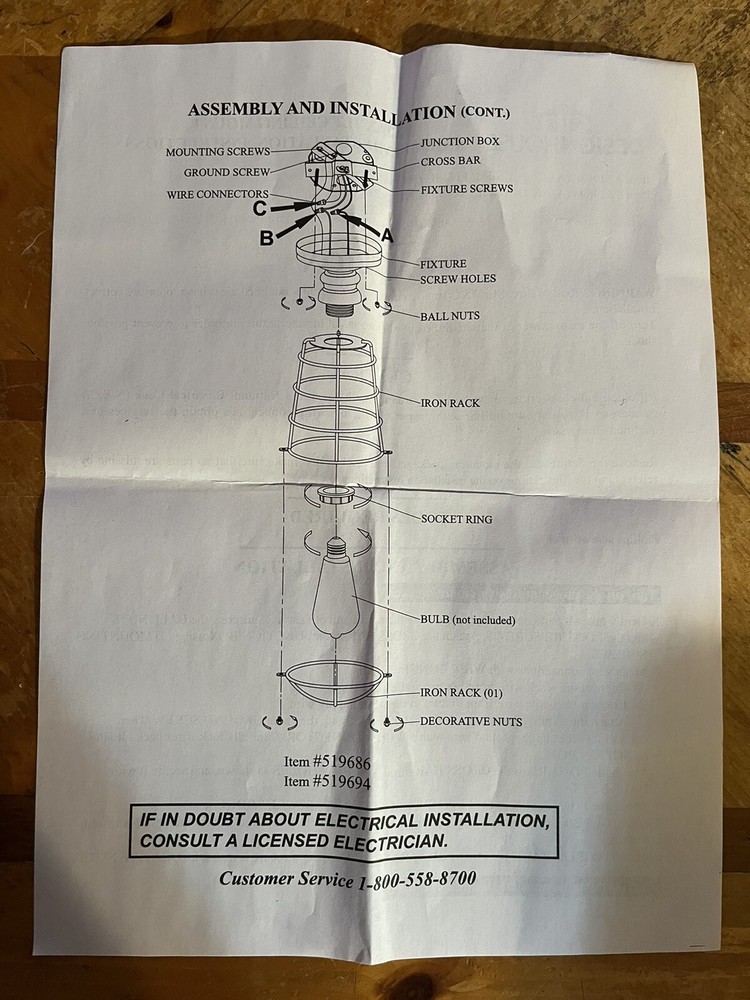 ASSEMBLY AND INSTALLATION (CONT.)
MOUNTING SCREWS
JUNCTION BOX
GROUND SCREW
CROSS BAR
WIRE CONNECTORS
FIXTURE SCREWS
C
B
A
FIXTURE
SCREW HOLES
BALL NUTS
IRON RACK
SOCKET RING
BULB (not included)
IRON RACK (01)
DECORATIVE NUTS
Item #519686
Item #519694
IF IN DOUBT ABOUT ELECTRICAL INSTALLATION,
CONSULT A LICENSED ELECTRICIAN.
Customer Service 1-800-558-8700